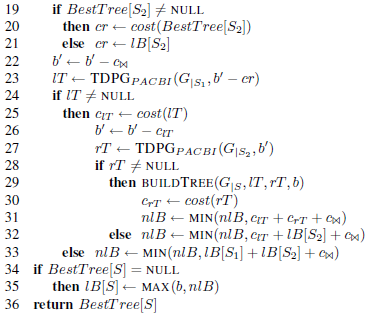 19 if BestTree[S₂] ≠ NULL
20 then cr ← cost(BestTree[S₂])
21 else cr ← lB[S₂]
22 b′ ← b′ − c⋈
23 lT ← TDPG_PACBI(G|S₁, b′ − cr)
24 if lT ≠ NULL
25 then c_lT ← cost(lT)
26 b′ ← b′ − c_lT
27 rT ← TDPG_PACBI(G|S₂, b′)
28 if rT ≠ NULL
29 then BUILDTREE(G|S, lT, rT, b)
30 c_rT ← cost(rT)
31 nlB ← MIN(nlB, c_lT + c_rT + c⋈)
32 else nlB ← MIN(nlB, c_lT + lB[S₂] + c⋈)
33 else nlB ← MIN(nlB, lB[S₁] + lB[S₂] + c⋈)
34 if BestTree[S] = NULL
35 then lB[S] ← MAX(b, nlB)
36 return BestTree[S]